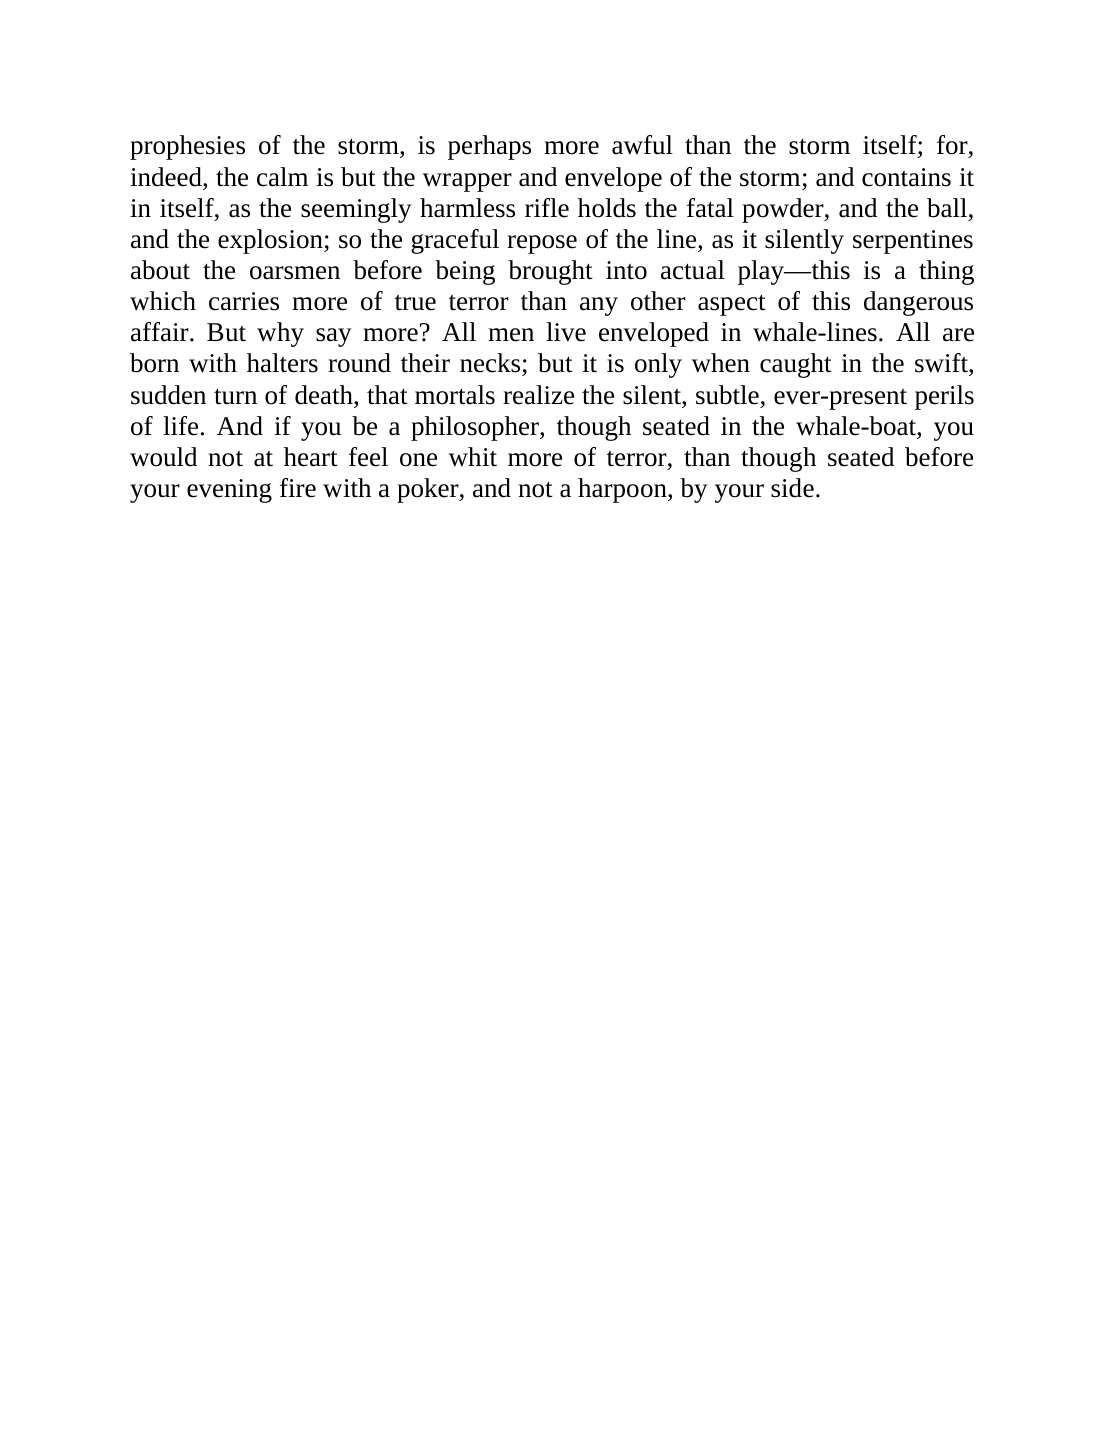 prophesies of the storm, is perhaps more awful than the storm itself; for,
indeed, the calm is but the wrapper and envelope of the storm; and contains it
in itself, as the seemingly harmless rifle holds the fatal powder, and the ball,
and the explosion; so the graceful repose of the line, as it silently serpentines
about the oarsmen before being brought into actual play—this is a thing
which carries more of true terror than any other aspect of this dangerous
affair. But why say more? All men live enveloped in whale-lines. All are
born with halters round their necks; but it is only when caught in the swift,
sudden turn of death, that mortals realize the silent, subtle, ever-present perils
of life. And if you be a philosopher, though seated in the whale-boat, you
would not at heart feel one whit more of terror, than though seated before
your evening fire with a poker, and not a harpoon, by your side.